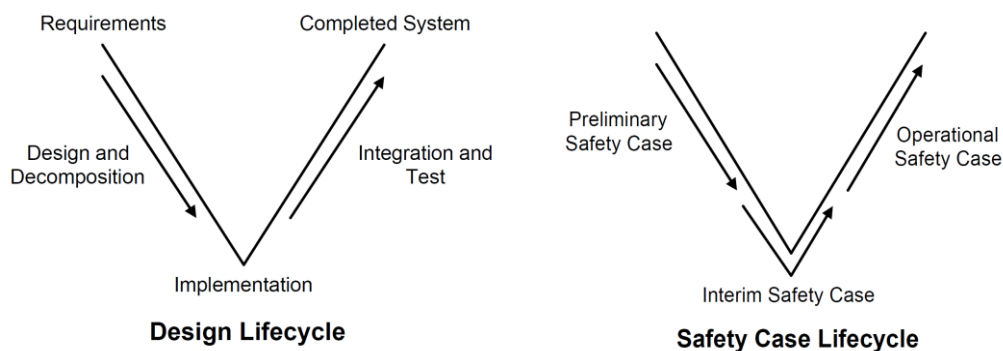 Requirements
Completed System
Design and
Decomposition
Integration and
Test
Implementation
Design Lifecycle
Preliminary
Safety Case
Operational
Safety Case
Interim Safety Case
Safety Case Lifecycle